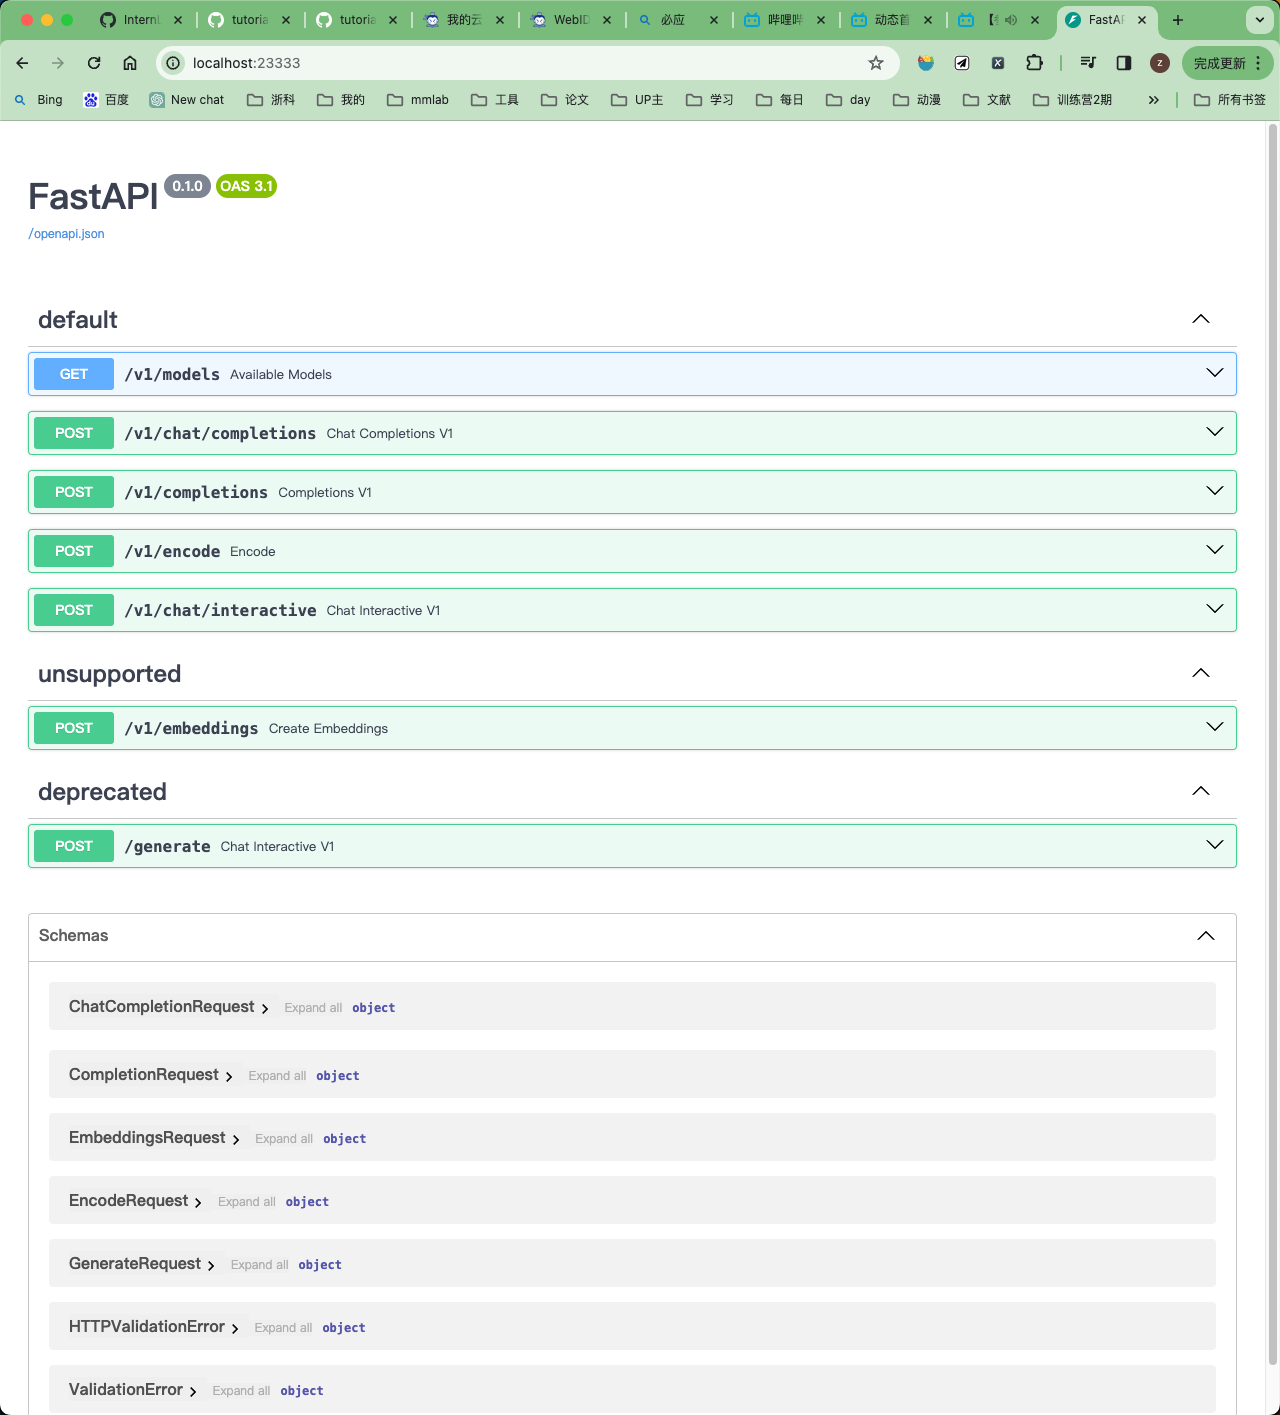 InternL
tutoria
tutoria
我的云
WebID
必应
哔哩哔
动态首
FastAP
localhost:23333
Z
完成更新
Bing
百度
New chat
浙科
我的
mmlab
工具
论文
UP主
学习
每日
day
动漫
文献
训练营2期
所有书签
FastAPI 0.1.0 OAS 3.1
/openapi.json
default
GET /v1/models Available Models
POST /v1/chat/completions Chat Completions V1
POST /v1/completions Completions V1
POST /v1/encode Encode
POST /v1/chat/interactive Chat Interactive V1
unsupported
POST /v1/embeddings Create Embeddings
deprecated
POST /generate Chat Interactive V1
Schemas
ChatCompletionRequest Expand all object
CompletionRequest Expand all object
EmbeddingsRequest Expand all object
EncodeRequest Expand all object
GenerateRequest Expand all object
HTTPValidationError Expand all object
ValidationError Expand all object